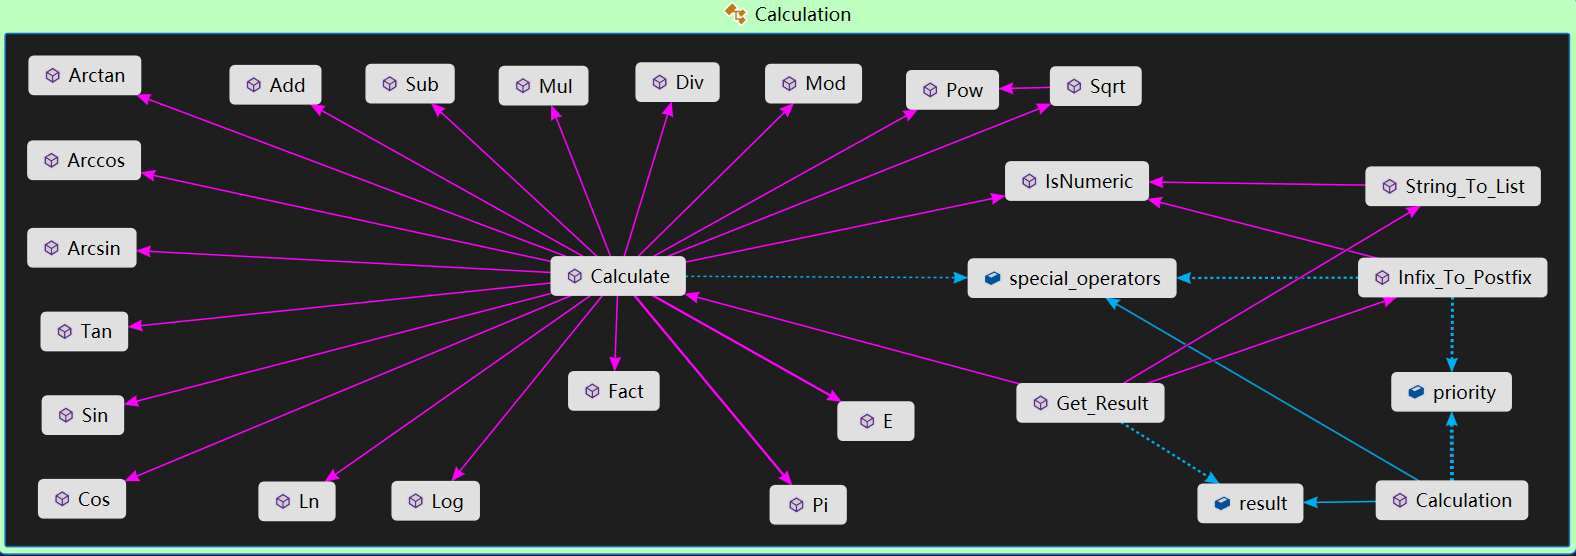 Calculation
Arctan
Add
Sub
Mul
Div
Mod
Pow
Sqrt
Arccos
IsNumeric
String_To_List
Arcsin
Calculate
special_operators
Infix_To_Postfix
Tan
Fact
Get_Result
priority
Sin
E
Cos
Ln
Log
Pi
result
Calculation